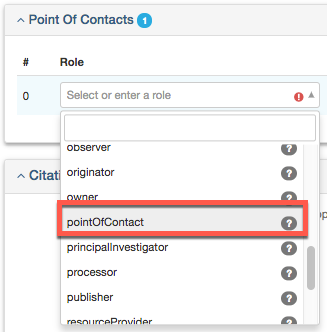 Point Of Contacts 1
# Role
0 Select or enter a role
observer ?
originator ?
owner ?
pointOfContact ?
principalInvestigator ?
processor ?
publisher ?
resourceProvider ?
Citati